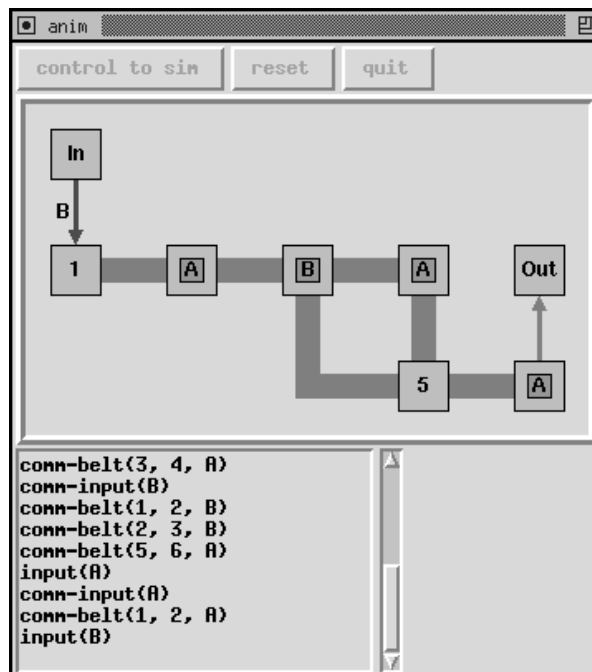 anim
control to sim reset quit
In
B
1 A B A Out
5 A
comm-belt(3, 4, A)
comm-input(B)
comm-belt(1, 2, B)
comm-belt(2, 3, B)
comm-belt(5, 6, A)
input(A)
comm-input(A)
comm-belt(1, 2, A)
input(B)